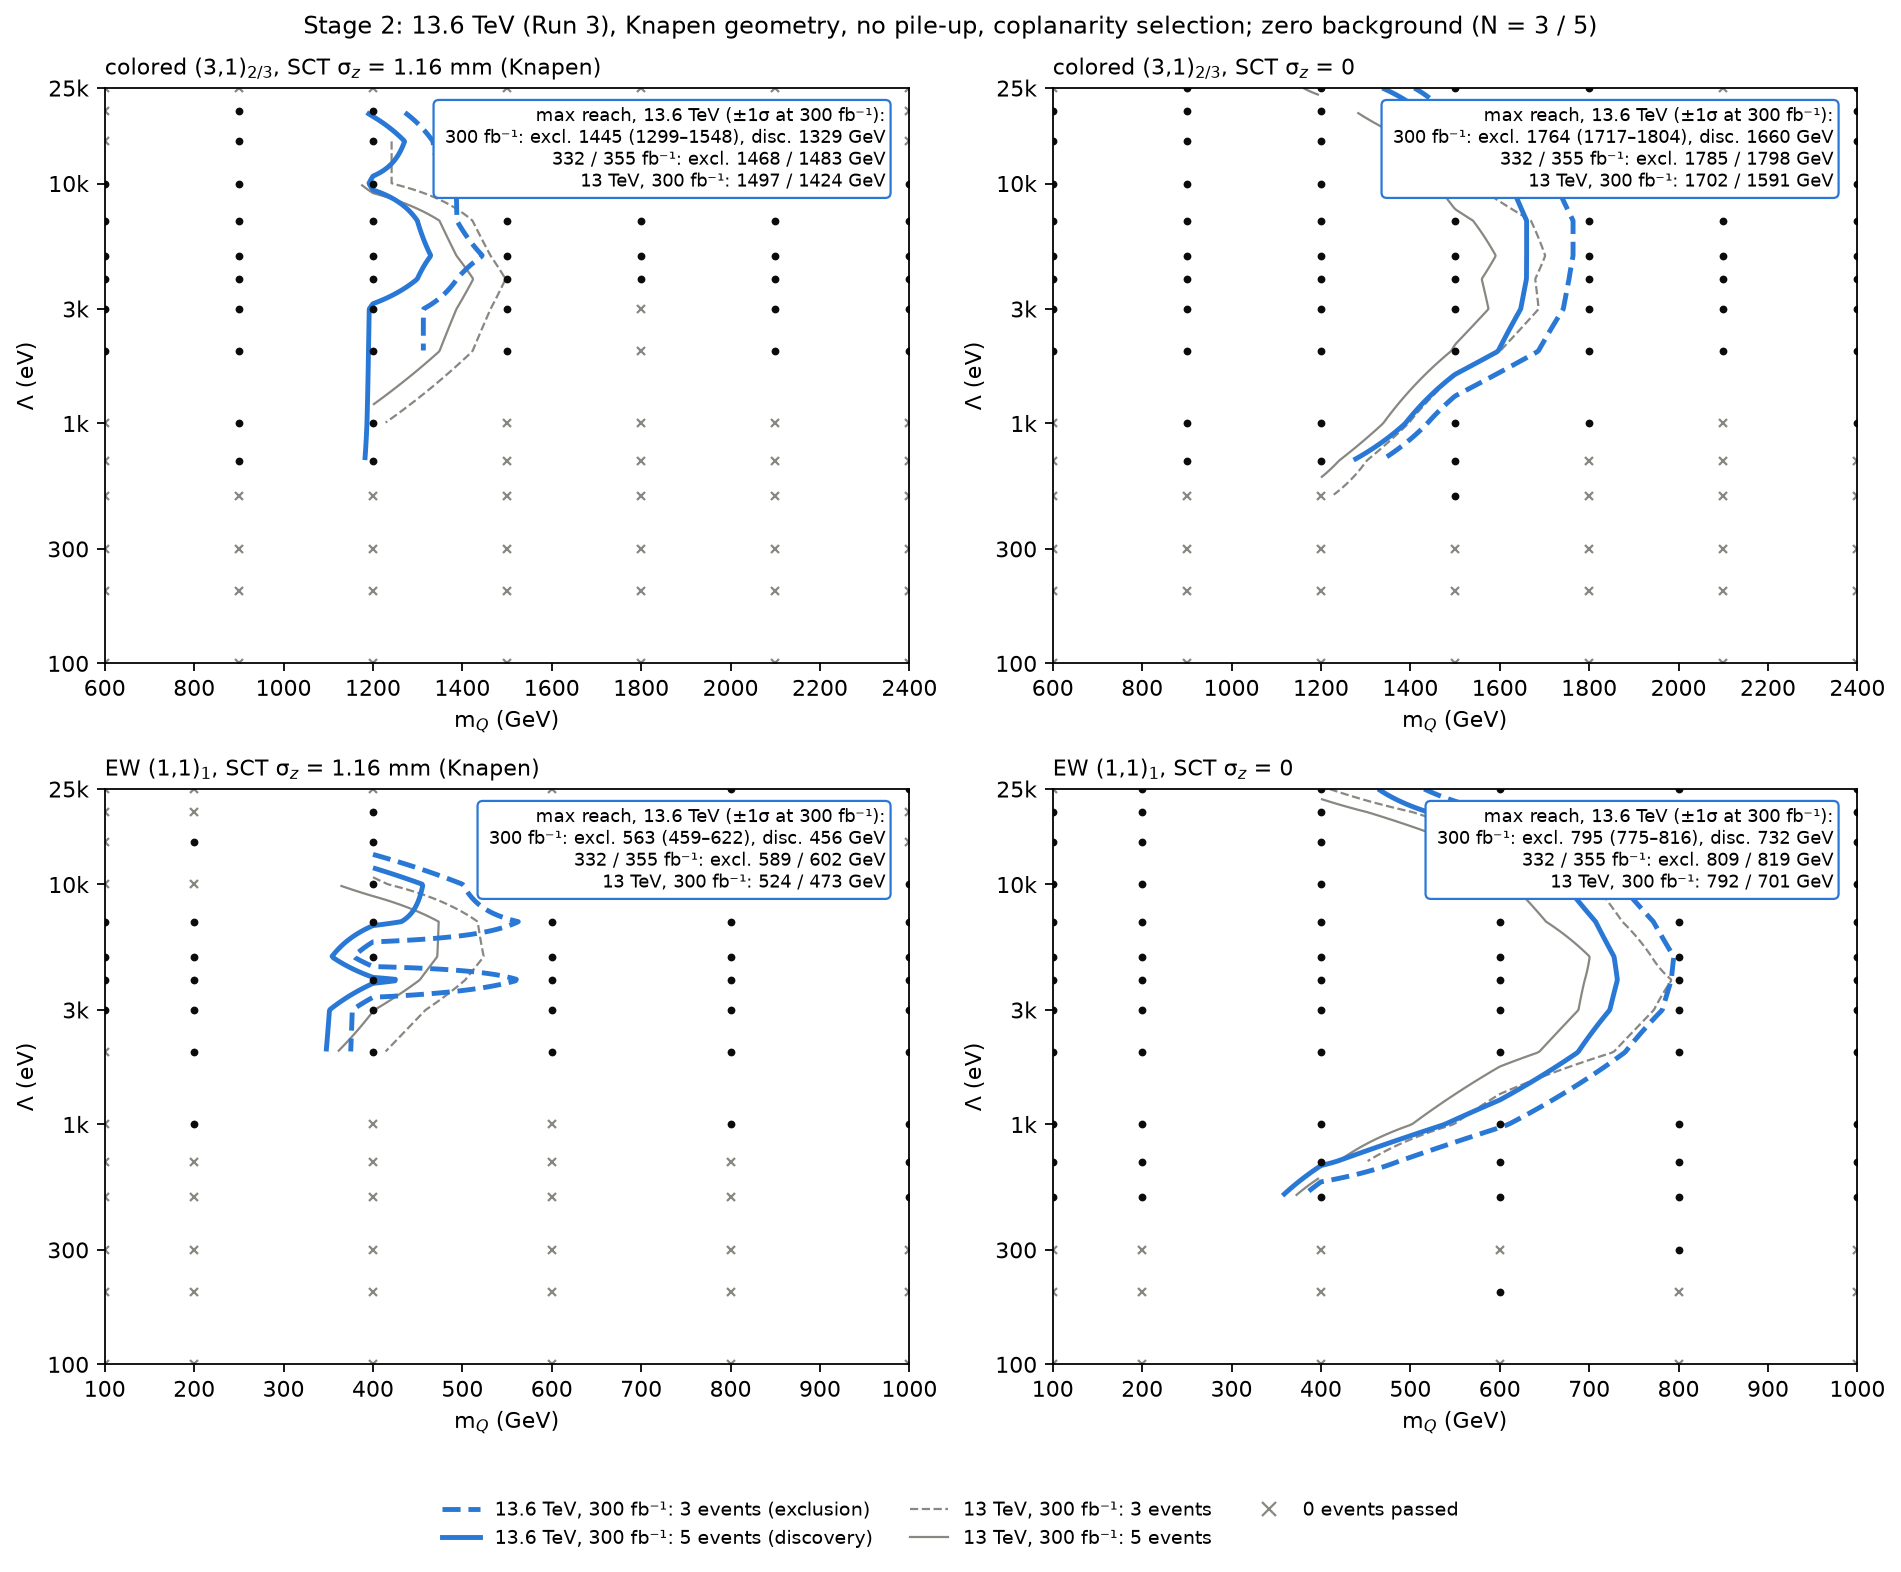 Stage 2: 13.6 TeV (Run 3), Knapen geometry, no pile-up, coplanarity selection; zero background (N = 3 / 5)
colored (3,1)₂/₃, SCT σz = 1.16 mm (Knapen)
max reach, 13.6 TeV (±1σ at 300 fb⁻¹):
300 fb⁻¹: excl. 1445 (1299–1548), disc. 1329 GeV
332 / 355 fb⁻¹: excl. 1468 / 1483 GeV
13 TeV, 300 fb⁻¹: 1497 / 1424 GeV
25k
10k
3k
1k
300
100
Λ (eV)
600 800 1000 1200 1400 1600 1800 2000 2200 2400
m_Q (GeV)
colored (3,1)₂/₃, SCT σz = 0
max reach, 13.6 TeV (±1σ at 300 fb⁻¹):
300 fb⁻¹: excl. 1764 (1717–1804), disc. 1660 GeV
332 / 355 fb⁻¹: excl. 1785 / 1798 GeV
13 TeV, 300 fb⁻¹: 1702 / 1591 GeV
25k
10k
3k
1k
300
100
Λ (eV)
600 800 1000 1200 1400 1600 1800 2000 2200 2400
m_Q (GeV)
EW (1,1)₁, SCT σz = 1.16 mm (Knapen)
max reach, 13.6 TeV (±1σ at 300 fb⁻¹):
300 fb⁻¹: excl. 563 (459–622), disc. 456 GeV
332 / 355 fb⁻¹: excl. 589 / 602 GeV
13 TeV, 300 fb⁻¹: 524 / 473 GeV
25k
10k
3k
1k
300
100
Λ (eV)
100 200 300 400 500 600 700 800 900 1000
m_Q (GeV)
EW (1,1)₁, SCT σz = 0
max reach, 13.6 TeV (±1σ at 300 fb⁻¹):
300 fb⁻¹: excl. 795 (775–816), disc. 732 GeV
332 / 355 fb⁻¹: excl. 809 / 819 GeV
13 TeV, 300 fb⁻¹: 792 / 701 GeV
25k
10k
3k
1k
300
100
Λ (eV)
100 200 300 400 500 600 700 800 900 1000
m_Q (GeV)
13.6 TeV, 300 fb⁻¹: 3 events (exclusion)
13.6 TeV, 300 fb⁻¹: 5 events (discovery)
13 TeV, 300 fb⁻¹: 3 events
13 TeV, 300 fb⁻¹: 5 events
0 events passed